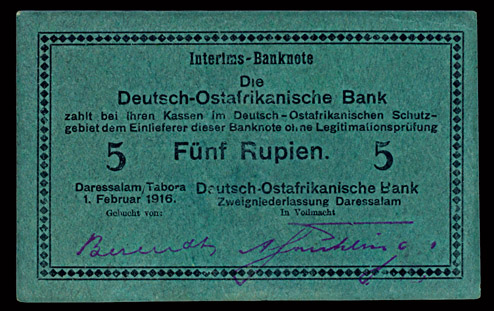 Interims-Banknote
Die
Deutsch-Ostafrikanische Bank
zahlt bei ihren Kassen im Deutsch-Ostafrikanischen Schutz-
gebiet dem Einlieferer dieser Banknote ohne Legitimationsprüfung
5 Fünf Rupien. 5
Daressalam, Tabora Deutsch-Ostafrikanische Bank
1. Februar 1916. Zweigniederlassung Daressalam
Gebucht von: In Vollmacht
Berendt